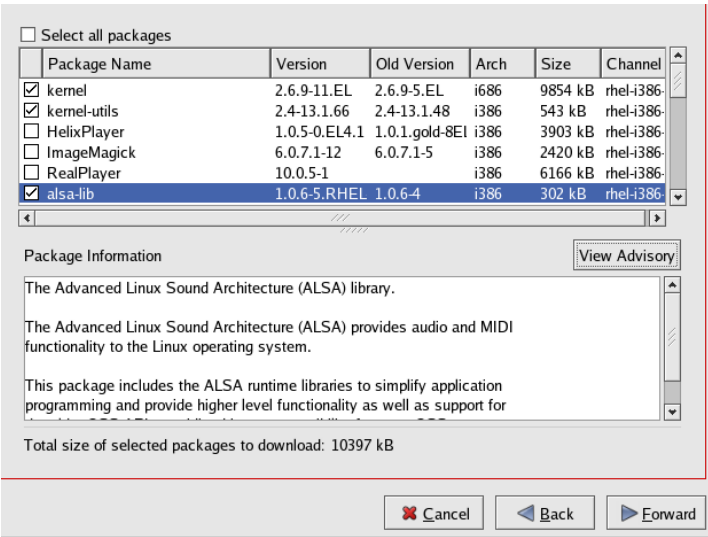 Select all packages
Package Name Version Old Version Arch Size Channel
kernel 2.6.9-11.EL 2.6.9-5.EL i686 9854 kB rhel-i386-
kernel-utils 2.4-13.1.66 2.4-13.1.48 i386 543 kB rhel-i386-
HelixPlayer 1.0.5-0.EL4.1 1.0.1.gold-8EL i386 3903 kB rhel-i386-
ImageMagick 6.0.7.1-12 6.0.7.1-5 i386 2420 kB rhel-i386-
RealPlayer 10.0.5-1 i386 6166 kB rhel-i386-
alsa-lib 1.0.6-5.RHEL 1.0.6-4 i386 302 kB rhel-i386-
Package Information View Advisory
The Advanced Linux Sound Architecture (ALSA) library.
The Advanced Linux Sound Architecture (ALSA) provides audio and MIDI
functionality to the Linux operating system.
This package includes the ALSA runtime libraries to simplify application
programming and provide higher level functionality as well as support for
Total size of selected packages to download: 10397 kB
Cancel Back Forward